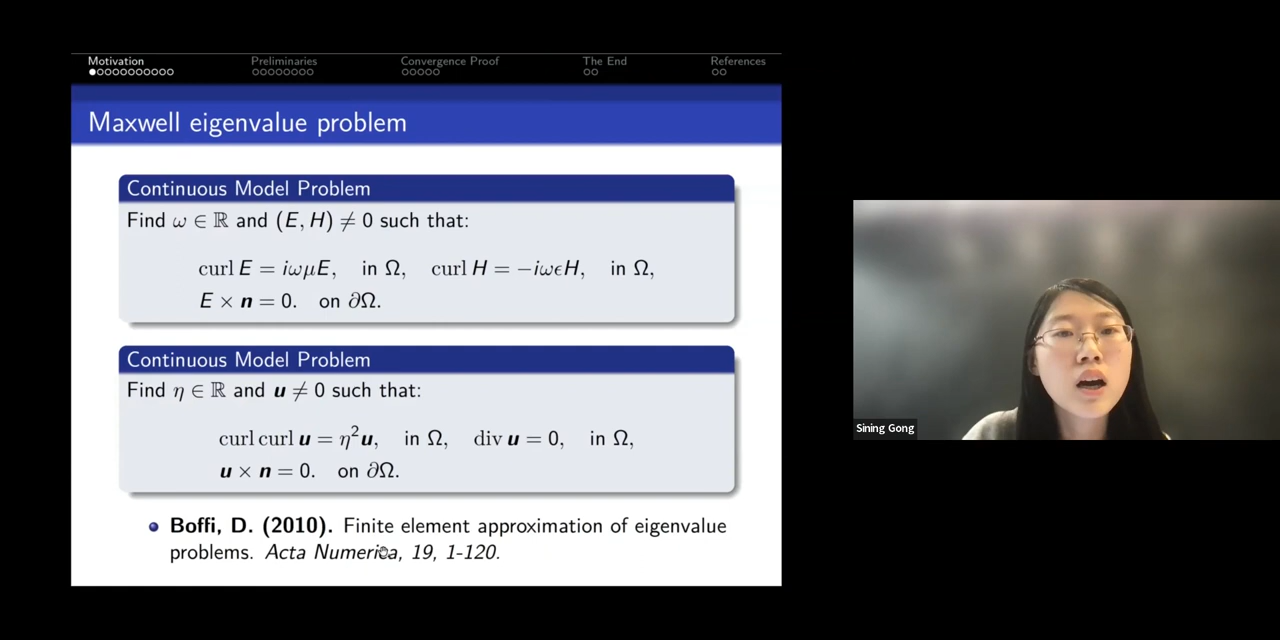 Motivation Preliminaries Convergence Proof The End References
Maxwell eigenvalue problem
Continuous Model Problem
Find ω ∈ ℝ and (E, H) ≠ 0 such that:
curl E = iωμE, in Ω, curl H = −iωϵH, in Ω,
E × n = 0. on ∂Ω.
Continuous Model Problem
Find η ∈ ℝ and u ≠ 0 such that:
curl curl u = η²u, in Ω, div u = 0, in Ω,
u × n = 0. on ∂Ω.
Boffi, D. (2010). Finite element approximation of eigenvalue
problems. Acta Numerica, 19, 1-120.
Sining Gong